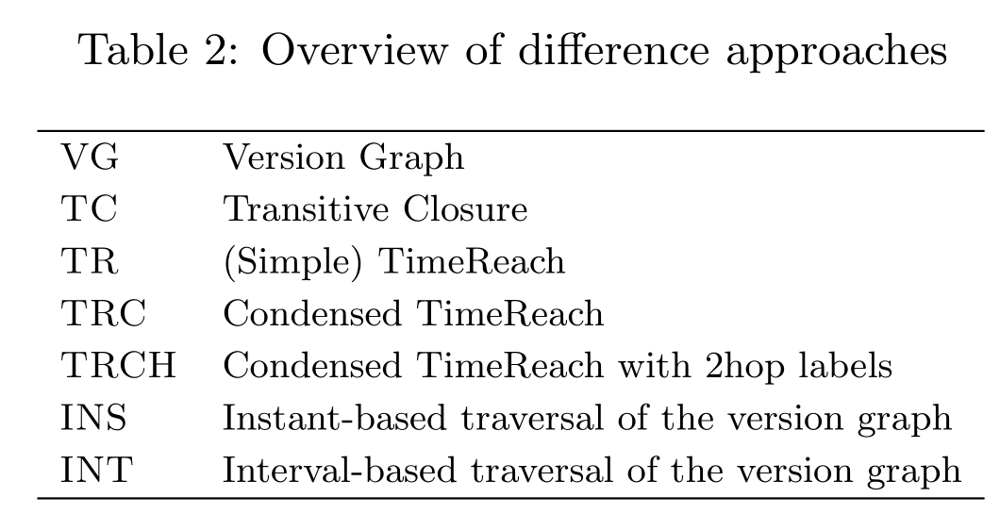 Table 2: Overview of difference approaches
VG Version Graph
TC Transitive Closure
TR (Simple) TimeReach
TRC Condensed TimeReach
TRCH Condensed TimeReach with 2hop labels
INS Instant-based traversal of the version graph
INT Interval-based traversal of the version graph